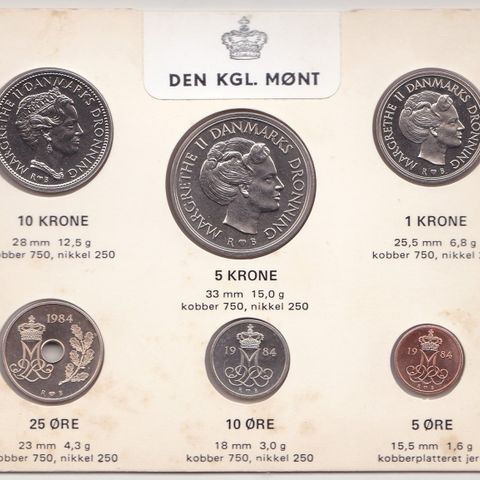 DEN KGL. MØNT
MARGRETHE II DANMARKS DRONNING
R B
10 KRONE
28 mm 12,5 g
kobber 750, nikkel 250
MARGRETHE II DANMARKS DRONNING
R B
5 KRONE
33 mm 15,0 g
kobber 750, nikkel 250
MARGRETHE II DANMARKS DRONNING
R B
1 KRONE
25,5 mm 6,8 g
kobber 750, nikkel
1984
R B
25 ØRE
23 mm 4,3 g
kobber 750, nikkel 250
19 84
R B
10 ØRE
18 mm 3,0 g
kobber 750, nikkel 250
19 84
R B
5 ØRE
15,5 mm 1,6 g
kobberplatteret jer